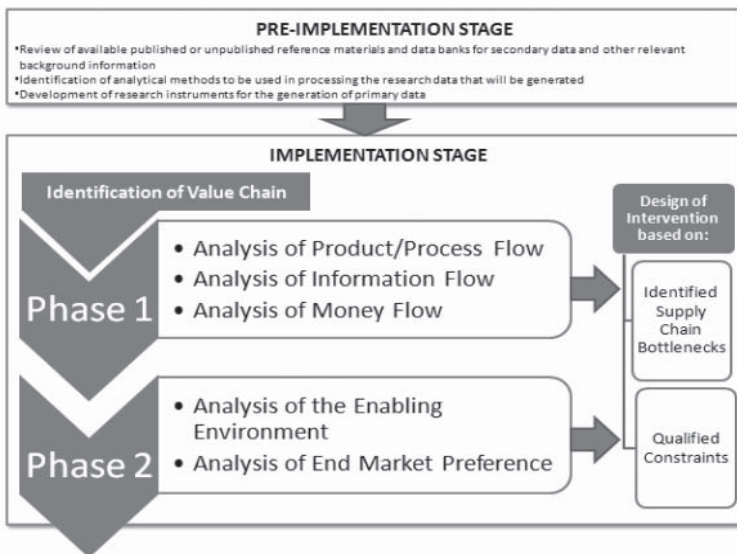 PRE-IMPLEMENTATION STAGE
•Review of available published or unpublished reference materials and data banks for secondary data and other relevant
background information
•Identification of analytical methods to be used in processing the research data that will be generated
•Development of research instruments for the generation of primary data
IMPLEMENTATION STAGE
Identification of Value Chain
Phase 1
• Analysis of Product/Process Flow
• Analysis of Information Flow
• Analysis of Money Flow
Phase 2
• Analysis of the Enabling
Environment
• Analysis of End Market Preference
Design of
Intervention
based on:
Identified
Supply
Chain
Bottlenecks
Qualified
Constraints